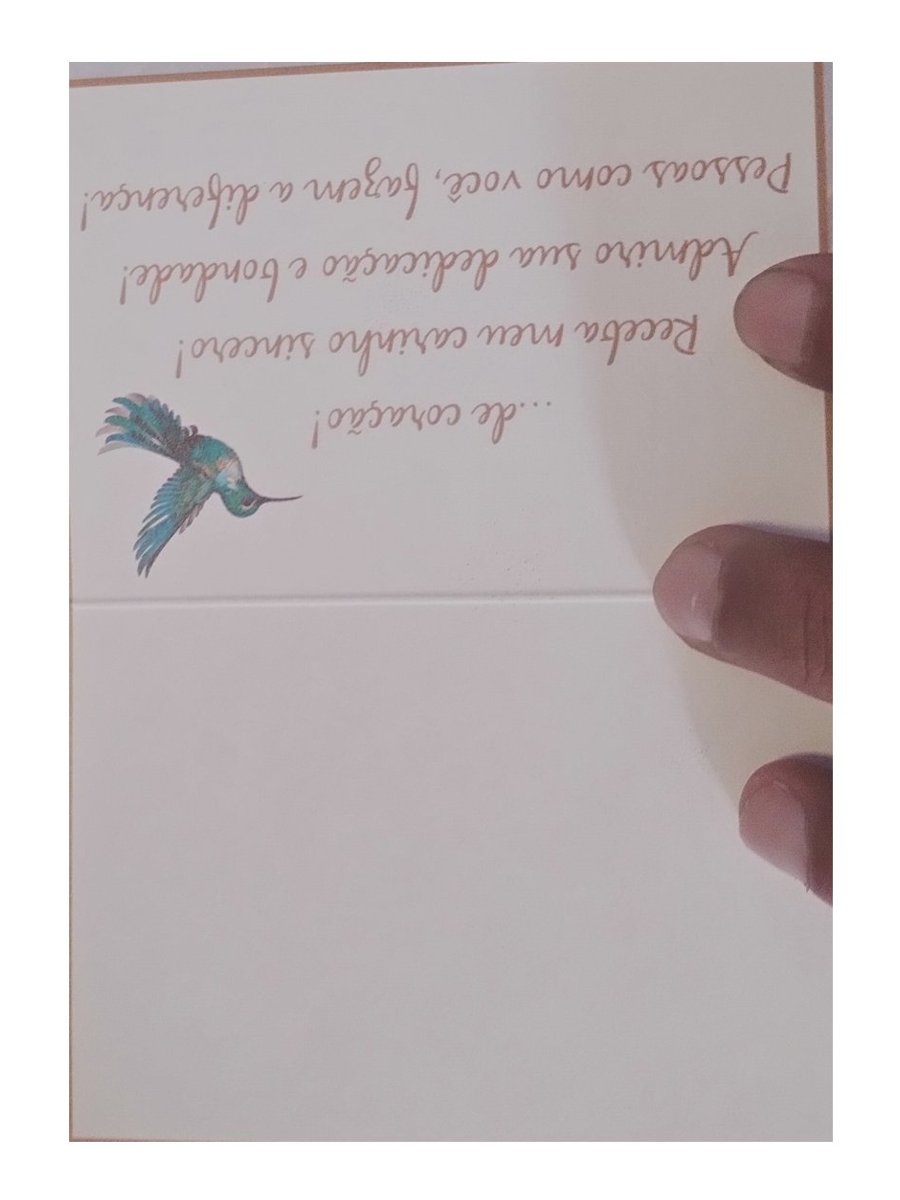 ...de coração!
Receba meu carinho sincero!
Admiro sua dedicação e bondade!
Pessoas como você, fazem a diferença!